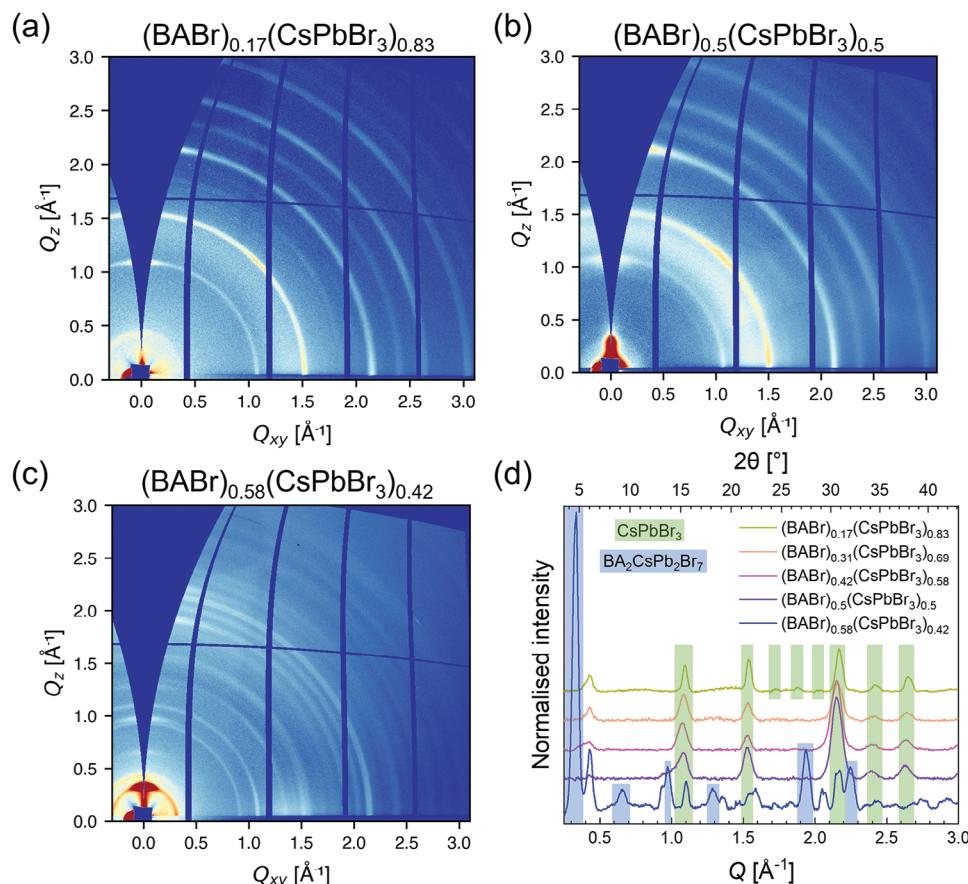 (a)
(BABr)₀.₁₇(CsPbBr₃)₀.₈₃
3.0
2.5
2.0
1.5
1.0
0.5
0.0
Qz [Å⁻¹]
0.0 0.5 1.0 1.5 2.0 2.5 3.0
Qxy [Å⁻¹]
(b)
(BABr)₀.₅(CsPbBr₃)₀.₅
3.0
2.5
2.0
1.5
1.0
0.5
0.0
Qz [Å⁻¹]
0.0 0.5 1.0 1.5 2.0 2.5 3.0
Qxy [Å⁻¹]
(c)
(BABr)₀.₅₈(CsPbBr₃)₀.₄₂
3.0
2.5
2.0
1.5
1.0
0.5
0.0
Qz [Å⁻¹]
0.0 0.5 1.0 1.5 2.0 2.5 3.0
Qxy [Å⁻¹]
(d)
2θ [°]
5 10 15 20 25 30 35 40
CsPbBr₃
BA₂CsPb₂Br₇
(BABr)₀.₁₇(CsPbBr₃)₀.₈₃
(BABr)₀.₃₁(CsPbBr₃)₀.₆₉
(BABr)₀.₄₂(CsPbBr₃)₀.₅₈
(BABr)₀.₅(CsPbBr₃)₀.₅
(BABr)₀.₅₈(CsPbBr₃)₀.₄₂
Normalised intensity
0.5 1.0 1.5 2.0 2.5 3.0
Q [Å⁻¹]